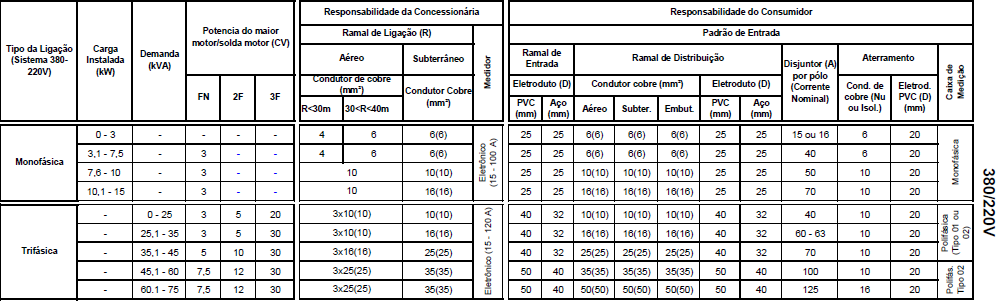 Responsabilidade da Concessionária
Responsabilidade do Consumidor
Tipo da Ligação (Sistema 380-220V)
Carga Instalada (kW)
Demanda (kVA)
Potencia do maior motor/solda motor (CV)
FN 2F 3F
Ramal de Ligação (R)
Aéreo Subterrâneo
Condutor de cobre (mm²)
R<30m 30<R<40m
Condutor Cobre (mm²)
Medidor
Padrão de Entrada
Ramal de Entrada
Ramal de Distribuição
Disjuntor (A) por pólo (Corrente Nominal)
Aterramento
Caixa de Medição
Eletroduto (D) Condutor cobre (mm²) Eletroduto (D)
PVC (mm) Aço (mm) Aéreo Subter. Embut. PVC (mm) Aço (mm)
Cond. de cobre (Nu ou Isol.)
Eletrod. PVC (D) (mm)
Monofásica
0 - 3 - - - - 4 6 6(6) 25 25 6(6) 6(6) 6(6) 25 25 15 ou 16 6 20
3,1 - 7,5 - 3 - - 4 6 6(6) 25 25 6(6) 6(6) 6(6) 25 25 40 6 20
7,6 - 10 - 3 - - 10 10(10) 25 25 10(10) 10(10) 10(10) 25 25 50 10 20
10,1 - 15 - 3 - - 10 16(16) 25 25 16(16) 16(16) 16(16) 25 25 70 10 20
Eletrônico (15 - 100 A)
Monofásica
Trifásica
- 0 - 25 3 5 20 3x10(10) 10(10) 40 32 10(10) 10(10) 10(10) 40 32 40 10 20
- 25,1 - 35 3 5 30 3x10(10) 16(16) 40 32 16(16) 16(16) 16(16) 40 32 60 - 63 10 20
- 35,1 - 45 5 10 30 3x16(16) 25(25) 40 32 25(25) 25(25) 25(25) 40 32 70 10 20
- 45,1 - 60 7,5 12 30 3x25(25) 35(35) 50 40 35(35) 35(35) 35(35) 50 40 100 10 20
- 60.1 - 75 7,5 12 30 3x25(25) 35(35) 50 40 50(50) 50(50) 50(50) 50 40 125 16 20
Eletrônico (15 - 120 A)
Polifásica (Tipo 01 ou 02)
Polifás. Tipo 02
380/220V